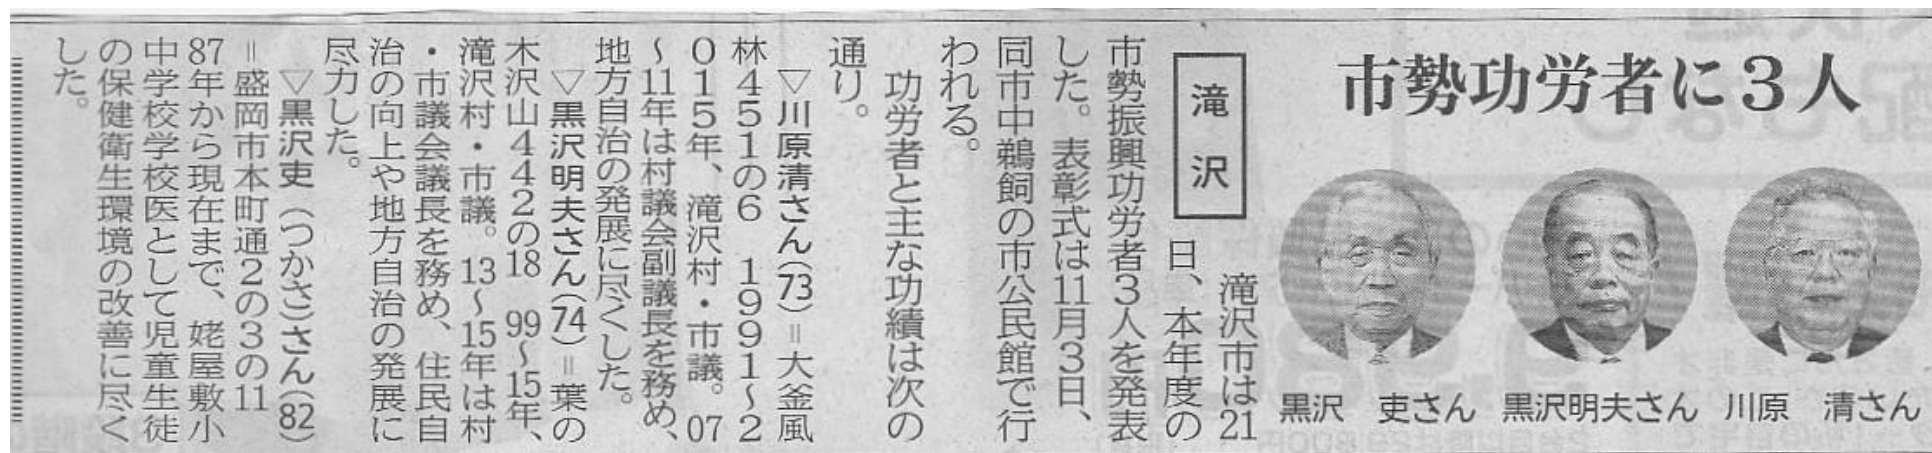 市勢功労者に3人
川原　清さん
黒沢明夫さん
黒沢　吏さん
滝沢
滝沢市は21
日、本年度の
市勢振興功労者3人を発表
した。表彰式は11月3日、
同市中鵜飼の市公民館で行
われる。
功労者と主な功績は次の
通り。
▽川原清さん(73)＝大釜風
林451の6　1991〜2
015年、滝沢村・市議。07
〜11年は村議会副議長を務め、
地方自治の発展に尽くした。
▽黒沢明夫さん(74)＝葉の
木沢山442の18　99〜15年、
滝沢村・市議。13〜15年は村
・市議会議長を務め、住民自
治の向上や地方自治の発展に
尽力した。
▽黒沢吏(つかさ)さん(82)
＝盛岡市本町通2の3の11
87年から現在まで、姥屋敷小
中学校学校医として児童生徒
の保健衛生環境の改善に尽く
した。